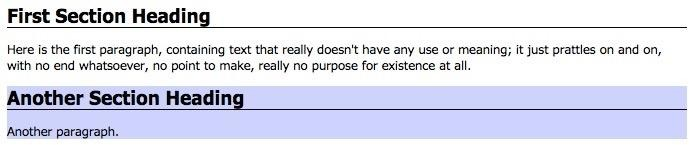 First Section Heading
Here is the first paragraph, containing text that really doesn't have any use or meaning; it just prattles on and on,
with no end whatsoever, no point to make, really no purpose for existence at all.
Another Section Heading
Another paragraph.